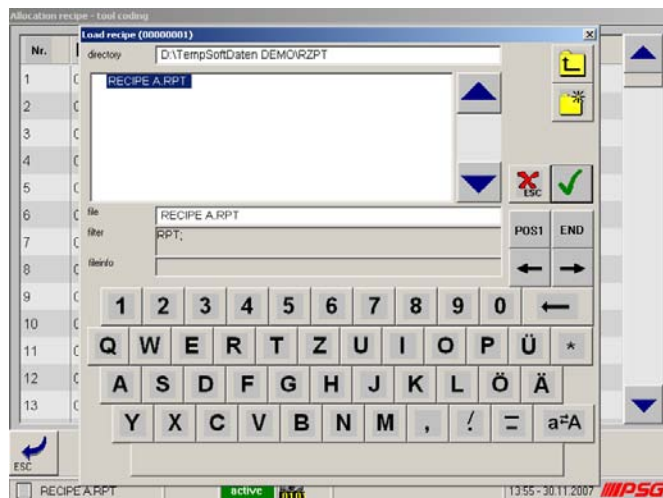 Allocation recipe - tool coding
Load recipe (00000001)
Nr.
directory D:\TempSoftDaten DEMO\RZPT
RECIPE A.RPT
1
2
3
4
5
6
7
8
9
10
11
12
13
ESC
file RECIPE A.RPT
filter RPT;
fileinfo
POS1 END
1 2 3 4 5 6 7 8 9 0
Q W E R T Z U I O P Ü *
A S D F G H J K L Ö Ä
Y X C V B N M , / = a⇄A
ESC
RECIPE A.RPT active 13:55 - 30.11.2007 PSG